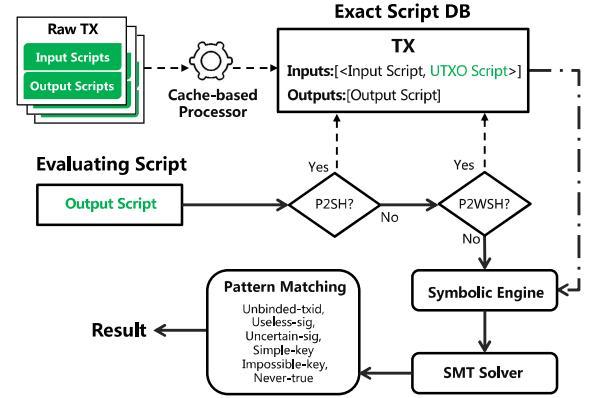 Exact Script DB
Raw TX
Input Scripts
Output Scripts
Cache-based
Processor
TX
Inputs:[<Input Script, UTXO Script>]
Outputs:[Output Script]
Evaluating Script
Output Script
Yes
P2SH?
No
Yes
P2WSH?
No
Symbolic Engine
SMT Solver
Pattern Matching
Unbinded-txid,
Useless-sig,
Uncertain-sig,
Simple-key
Impossible-key,
Never-true
Result